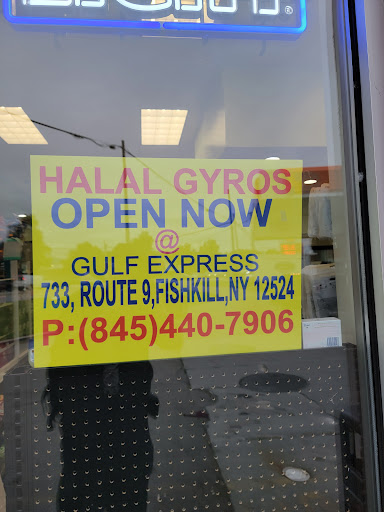 HALAL GYROS
OPEN NOW
@
GULF EXPRESS
733, ROUTE 9,FISHKILL,NY 12524
P:(845)440-7906